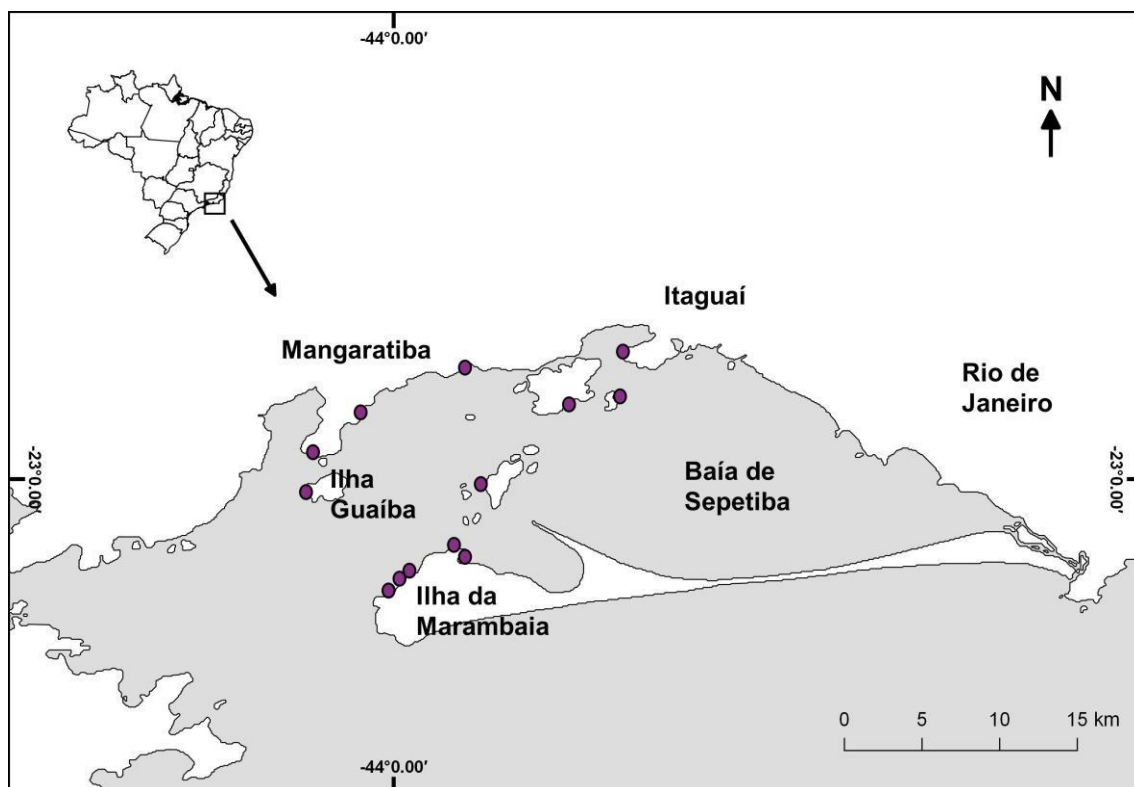 -44°0.00′
N
Itaguaí
Mangaratiba
Rio de
Janeiro
-23°0.00′
Ilha
Guaíba
Baía de
Sepetiba
-23°0.00′
Ilha da
Marambaia
0 5 10 15 km
-44°0.00′